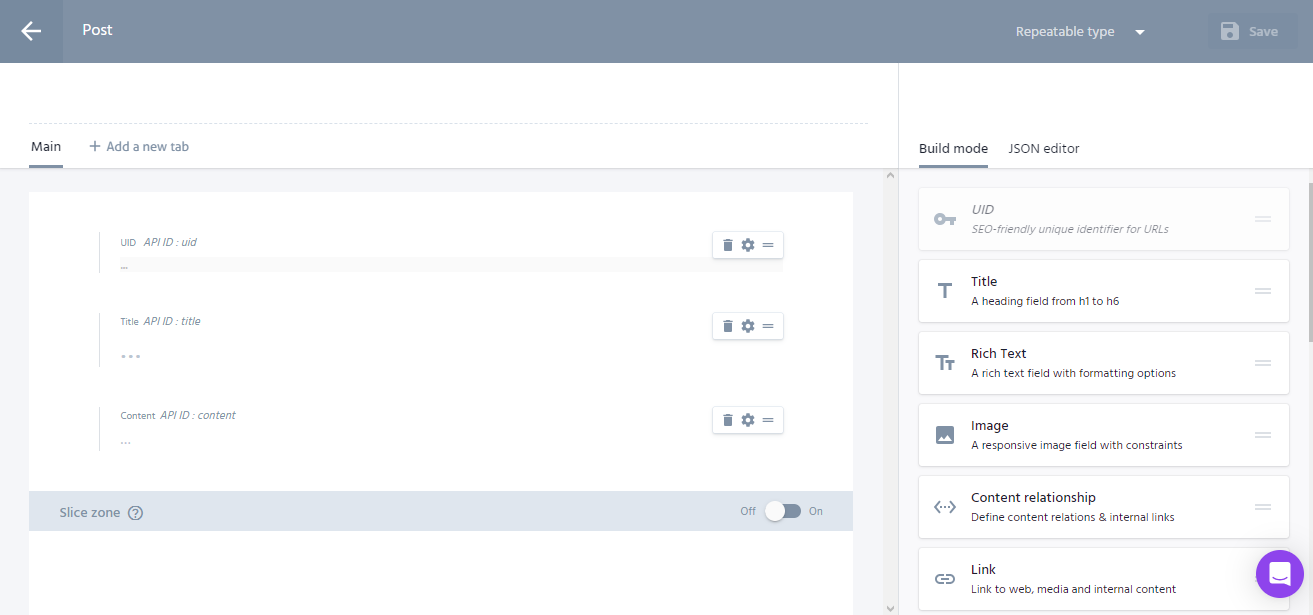 Post
Repeatable type
Save
Main
Add a new tab
Build mode
JSON editor
UID API ID : uid
...
Title API ID : title
Content API ID : content
...
Slice zone ?
Off
On
UID
SEO-friendly unique identifier for URLs
Title
A heading field from h1 to h6
Rich Text
A rich text field with formatting options
Image
A responsive image field with constraints
Content relationship
Define content relations & internal links
Link
Link to web, media and internal content